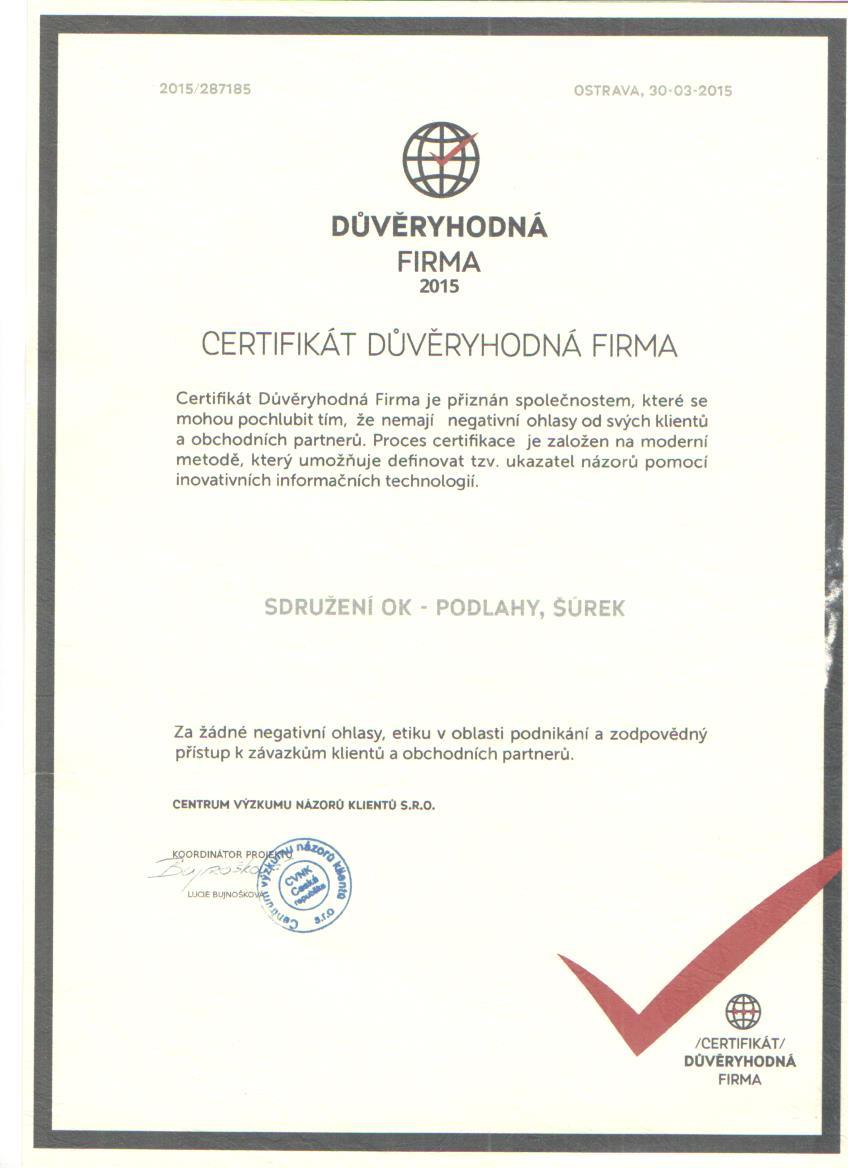 2015/287185
OSTRAVA, 30-03-2015
DŮVĚRYHODNÁ
FIRMA
2015
CERTIFIKÁT DŮVĚRYHODNÁ FIRMA
Certifikát Důvěryhodná Firma je přiznán společnostem, které se
mohou pochlubit tím, že nemají negativní ohlasy od svých klientů
a obchodních partnerů. Proces certifikace je založen na moderní
metodě, který umožňuje definovat tzv. ukazatel názorů pomocí
inovativních informačních technologií.
SDRUŽENÍ OK - PODLAHY, ŠÚREK
Za žádné negativní ohlasy, etiku v oblasti podnikání a zodpovědný
přístup k závazkům klientů a obchodních partnerů.
CENTRUM VÝZKUMU NÁZORŮ KLIENTŮ S.R.O.
KOORDINÁTOR PROJEKTU
Bujnošková
LUCIE BUJNOŠKOVÁ
Centrum výzkumu názorů klientů s.r.o
CVNK
Česká
republika
/CERTIFIKÁT/
DŮVĚRYHODNÁ
FIRMA